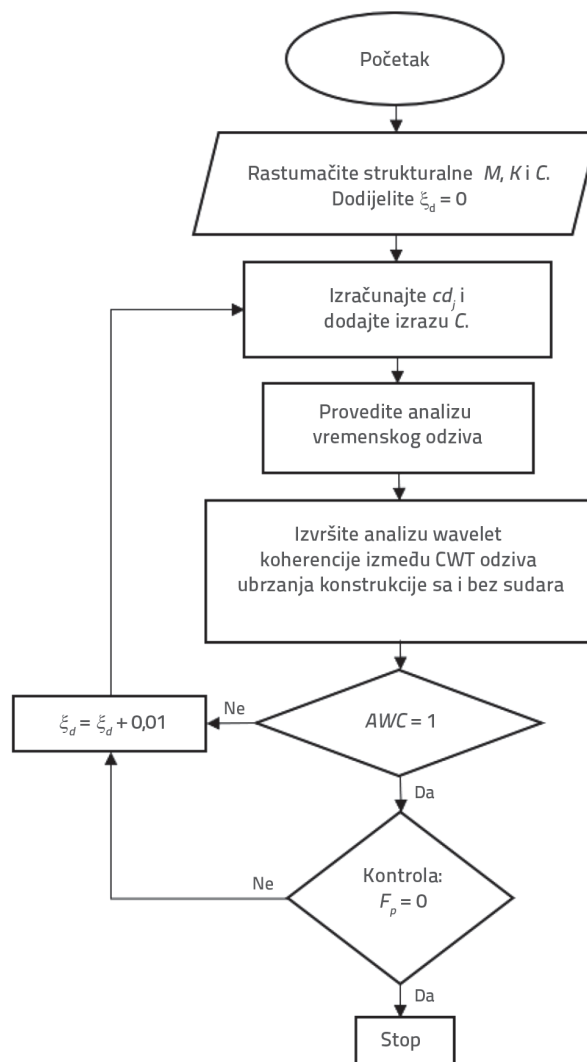 Početak
Rastumačite strukturalne M, K i C.
Dodijelite ξd = 0
Izračunajte cdj i
dodajte izrazu C.
Provedite analizu
vremenskog odziva
Izvršite analizu wavelet
koherencije između CWT odziva
ubrzanja konstrukcije sa i bez sudara
AWC = 1
Ne
ξd = ξd + 0,01
Da
Kontrola:
Fp = 0
Ne
Da
Stop